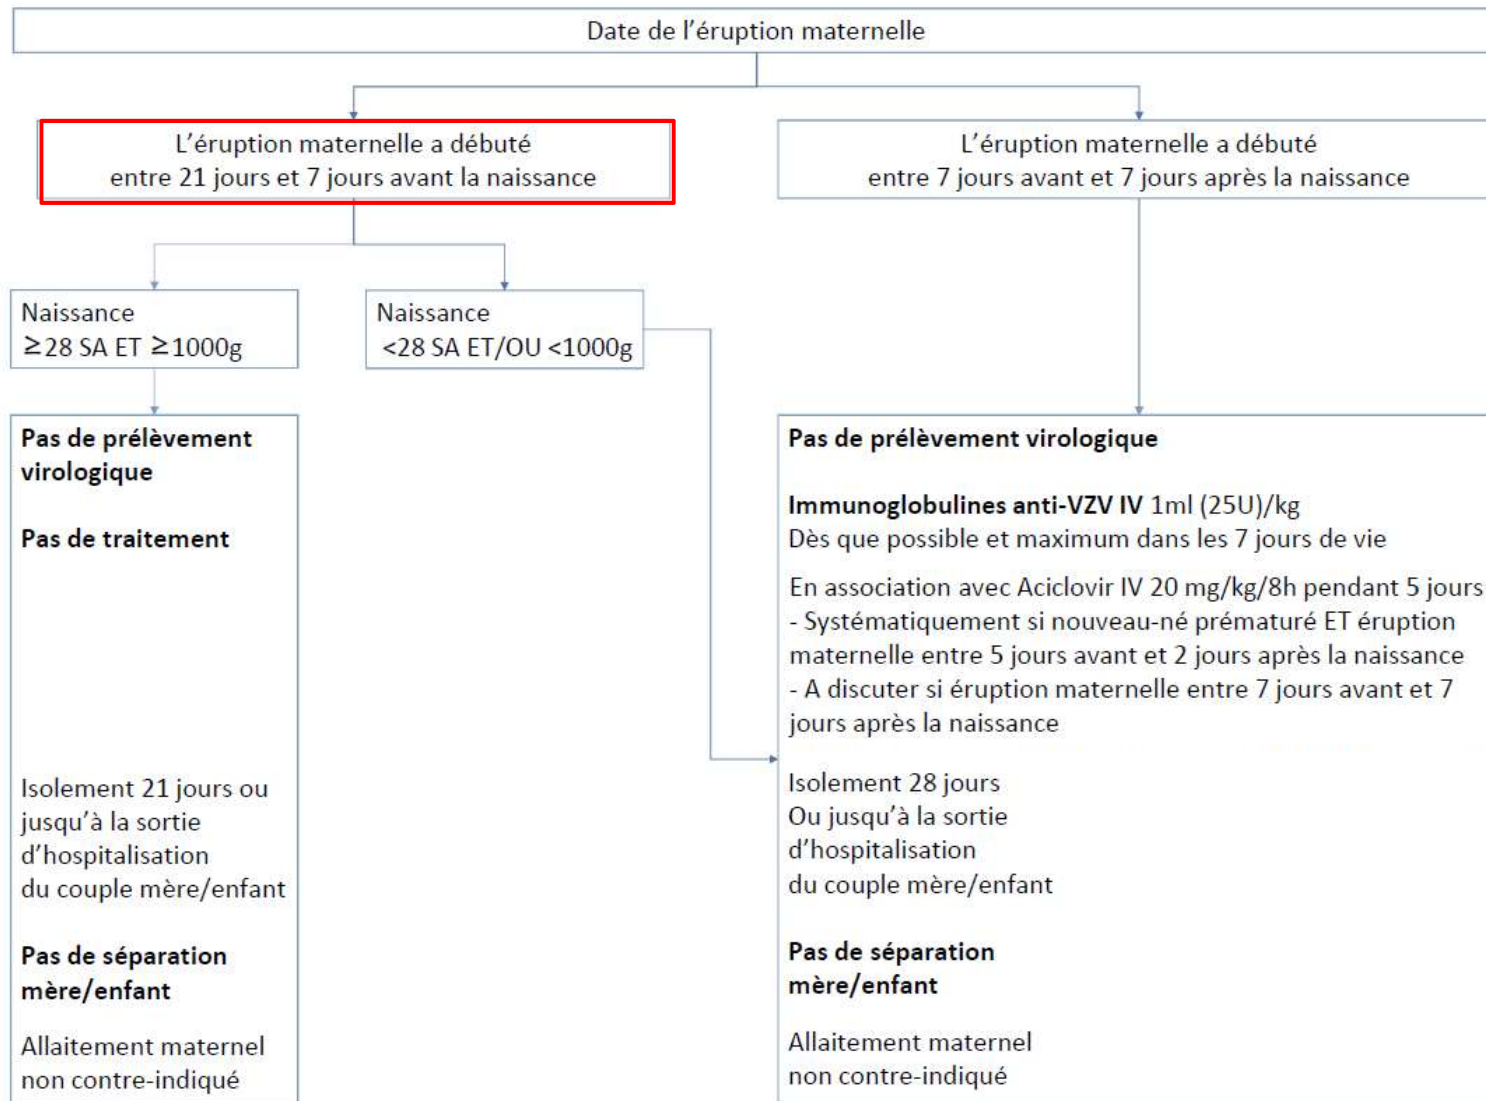 Date de l'éruption maternelle
L'éruption maternelle a débuté
entre 21 jours et 7 jours avant la naissance
L'éruption maternelle a débuté
entre 7 jours avant et 7 jours après la naissance
Naissance
≥28 SA ET ≥1000g
Naissance
<28 SA ET/OU <1000g
Pas de prélèvement
virologique
Pas de traitement
Isolement 21 jours ou
jusqu'à la sortie
d'hospitalisation
du couple mère/enfant
Pas de séparation
mère/enfant
Allaitement maternel
non contre-indiqué
Pas de prélèvement virologique
Immunoglobulines anti-VZV IV 1ml (25U)/kg
Dès que possible et maximum dans les 7 jours de vie
En association avec Aciclovir IV 20 mg/kg/8h pendant 5 jours
- Systématiquement si nouveau-né prématuré ET éruption
maternelle entre 5 jours avant et 2 jours après la naissance
- A discuter si éruption maternelle entre 7 jours avant et 7
jours après la naissance
Isolement 28 jours
Ou jusqu'à la sortie
d'hospitalisation
du couple mère/enfant
Pas de séparation
mère/enfant
Allaitement maternel
non contre-indiqué